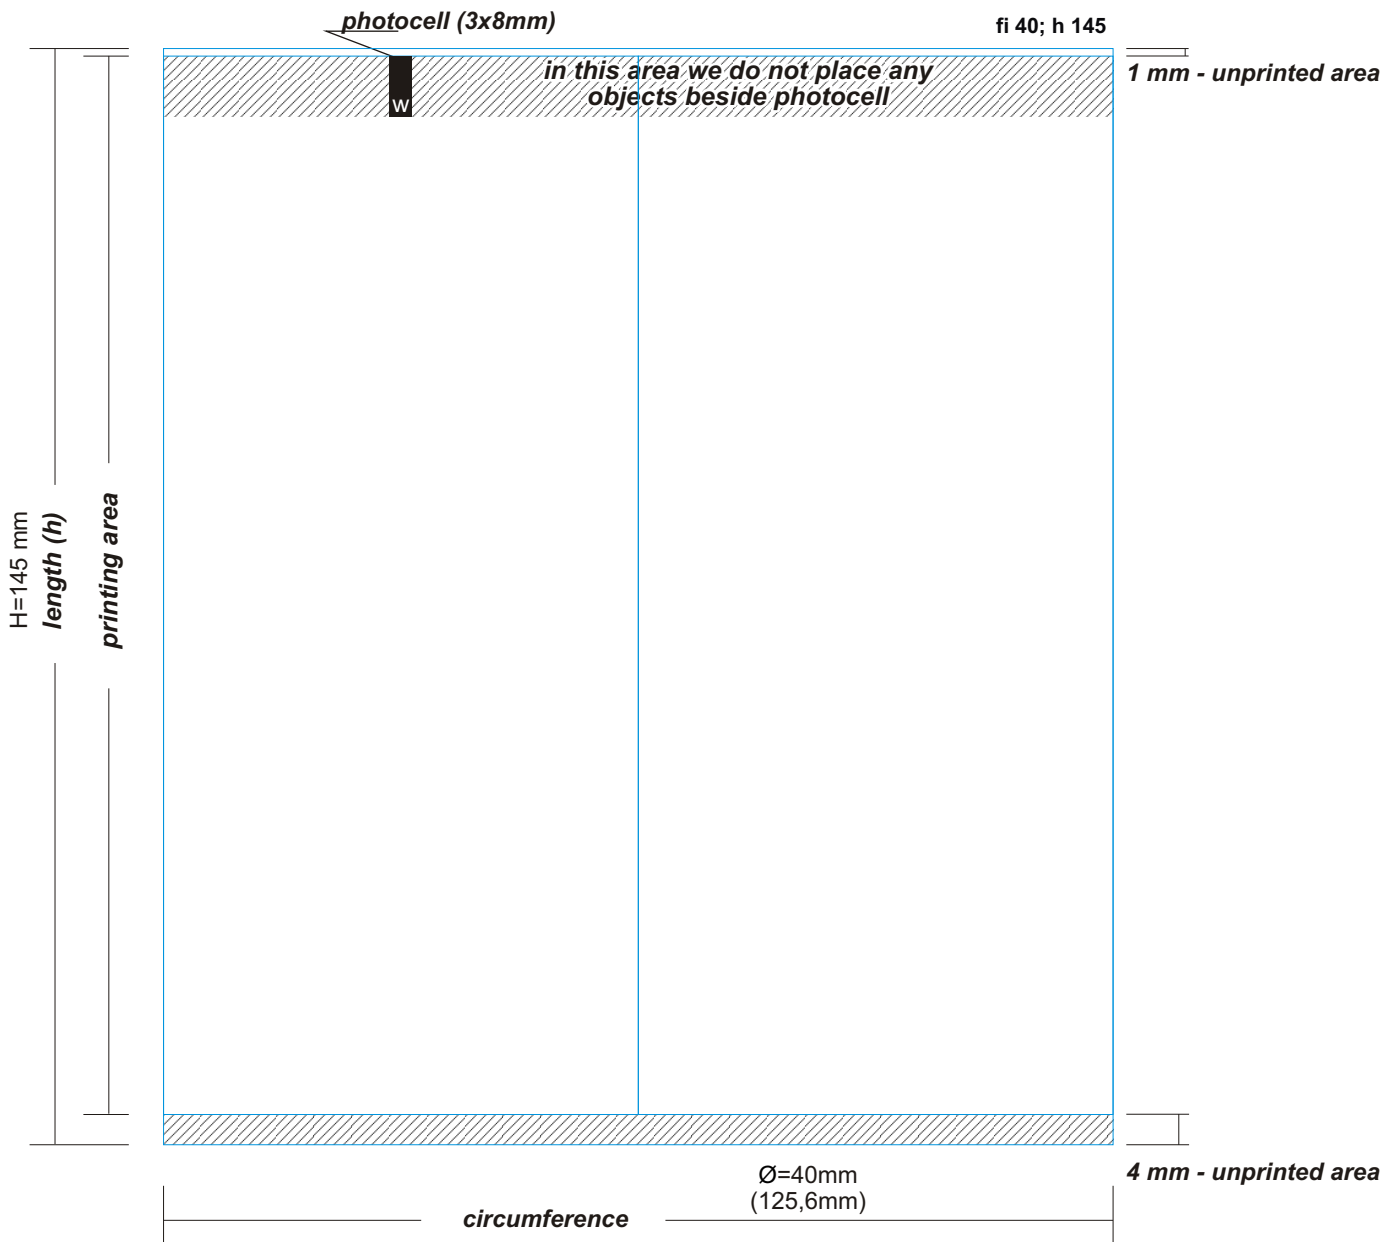 photocell (3x8mm)
fi 40; h 145
1 mm - unprinted area
in this area we do not place any
objects beside photocell
W
H=145 mm
length (h)
printing area
Ø=40mm
(125,6mm)
4 mm - unprinted area
circumference